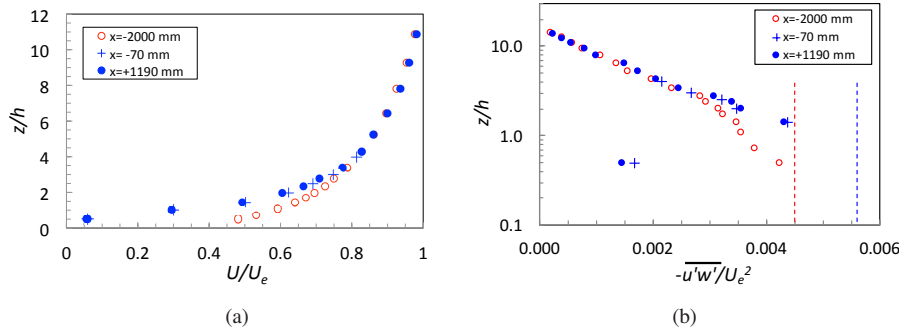 12
10
8
6
4
2
0
z/h
x=-2000 mm
x= -70 mm
x=+1190 mm
0
0.2
0.4
0.6
0.8
1
U/Ue
(a)
10.0
1.0
0.1
z/h
x=-2000 mm
x=-70 mm
x=+1190 mm
0.000
0.002
0.004
0.006
-u'w'/Ue²
(b)